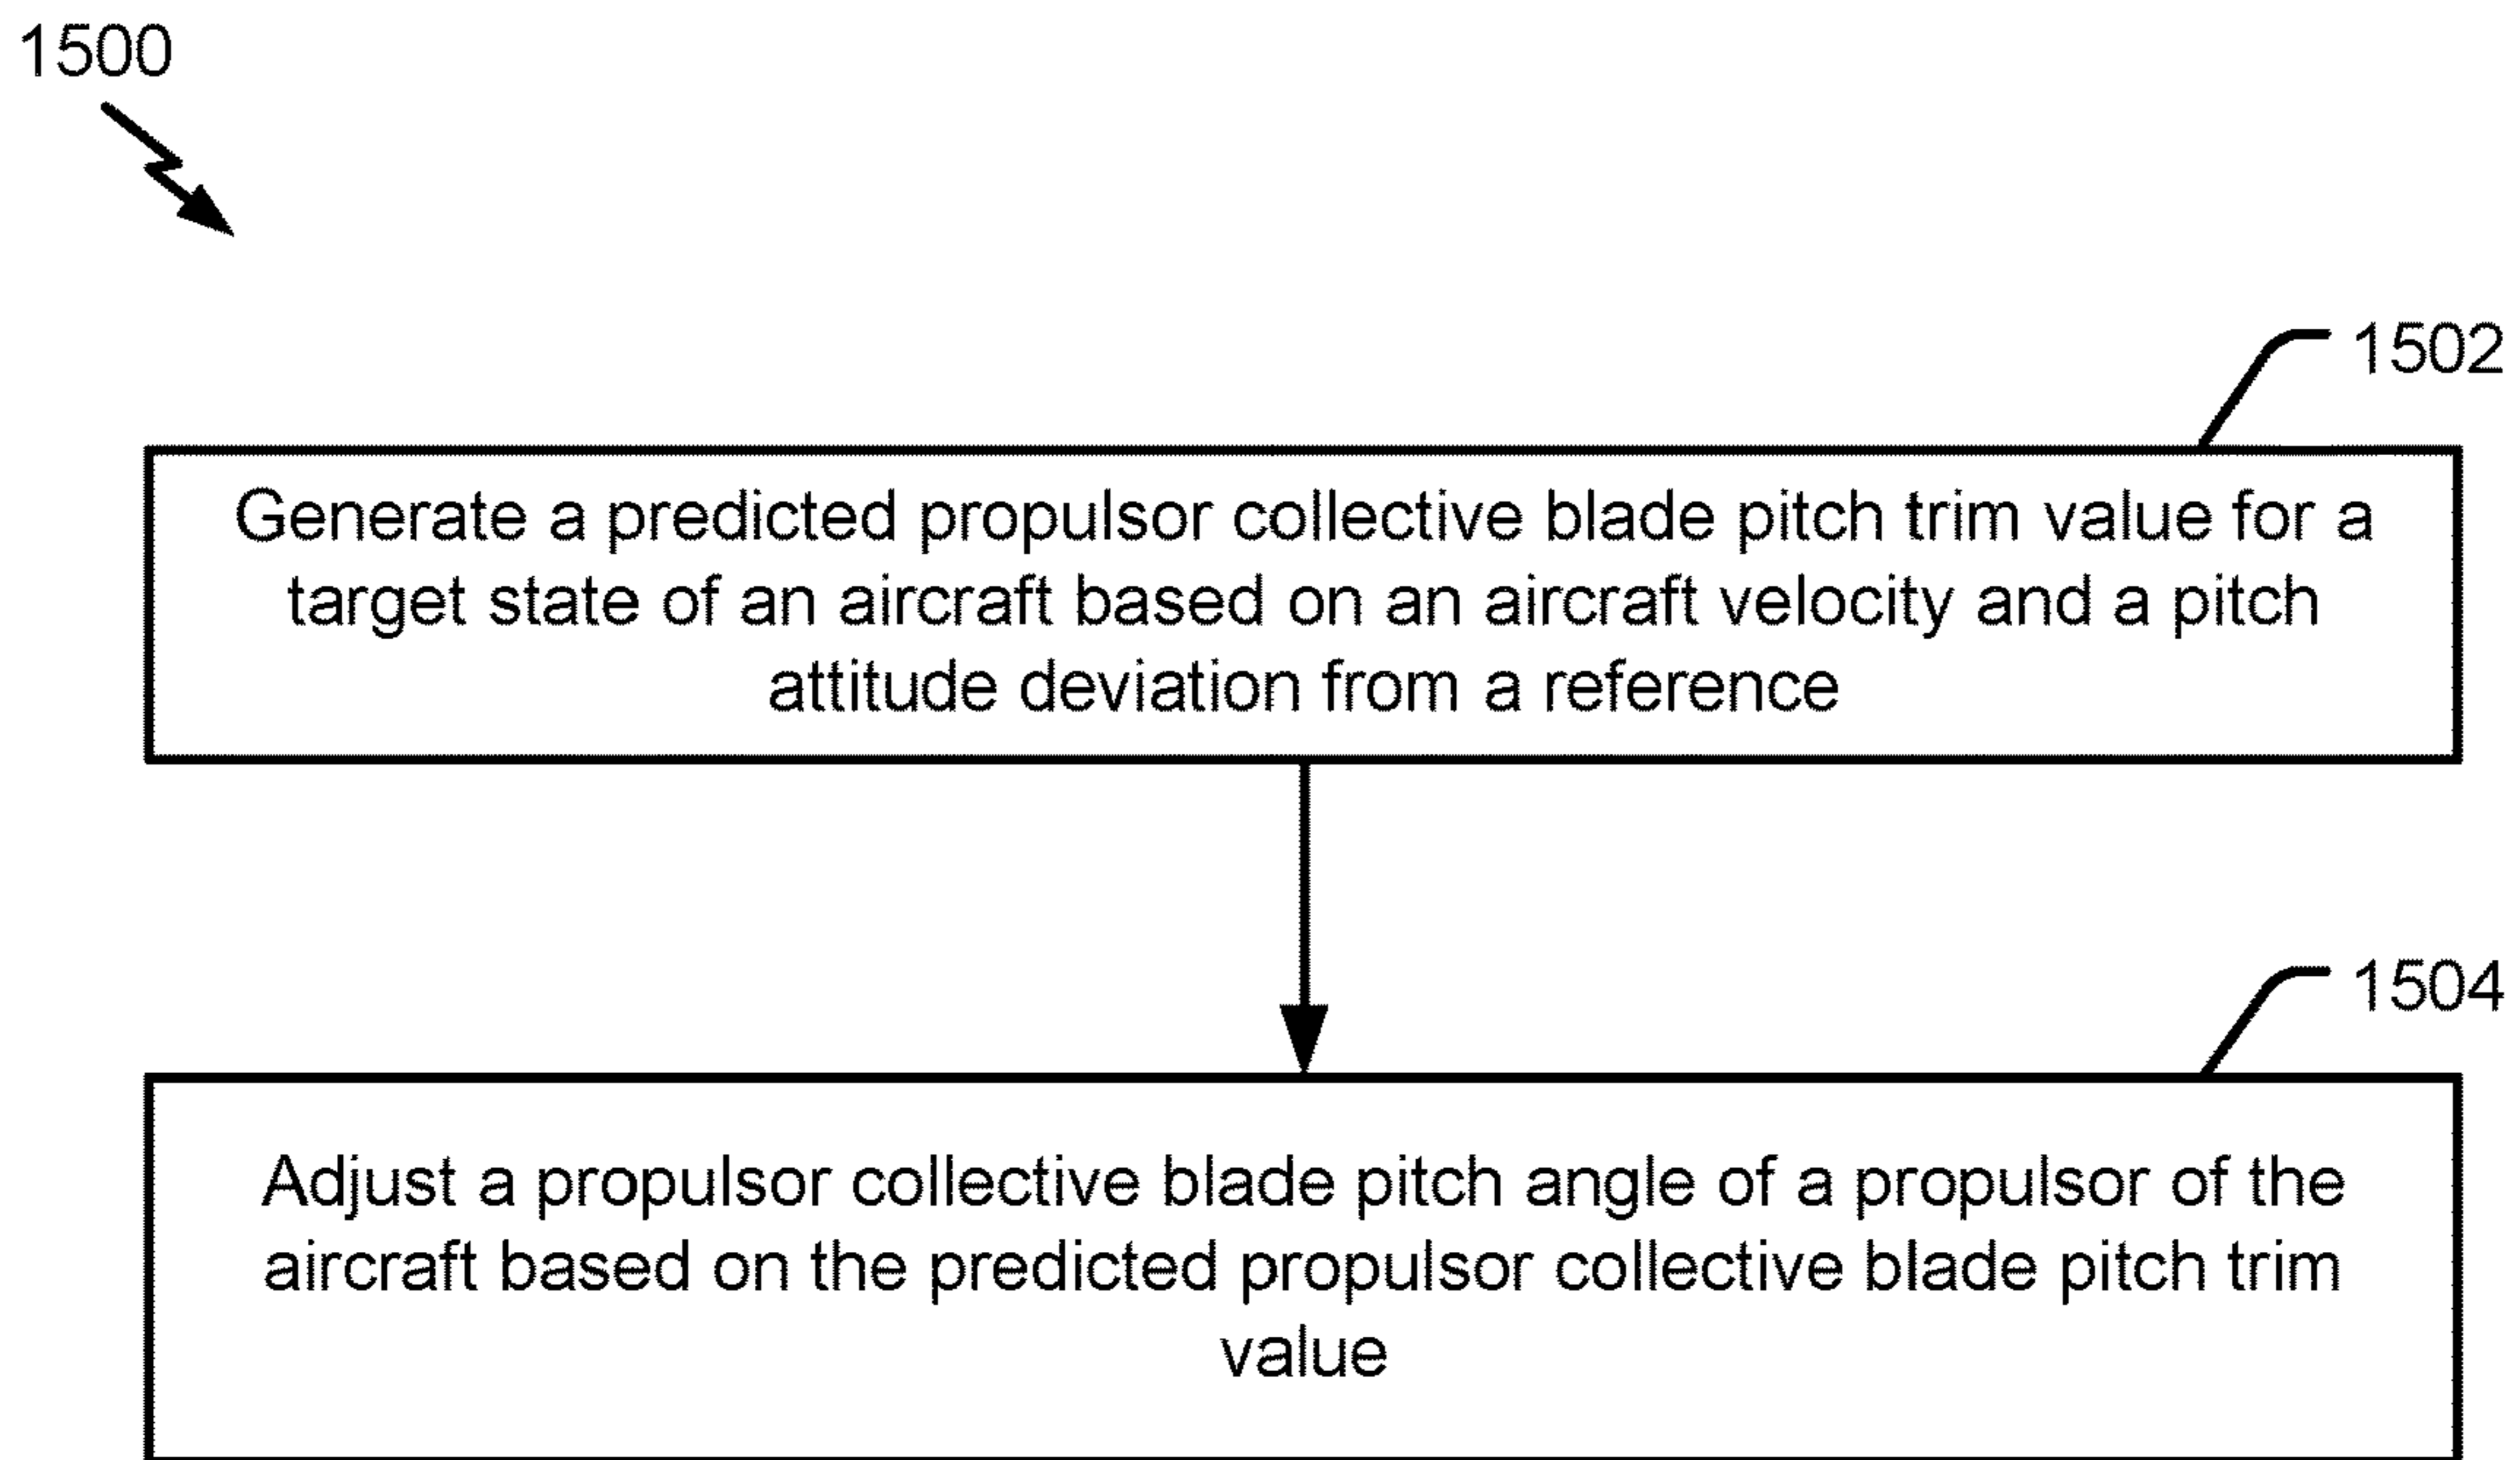 1500
1502
Generate a predicted propulsor collective blade pitch trim value for a
target state of an aircraft based on an aircraft velocity and a pitch
attitude deviation from a reference
1504
Adjust a propulsor collective blade pitch angle of a propulsor of the
aircraft based on the predicted propulsor collective blade pitch trim
value